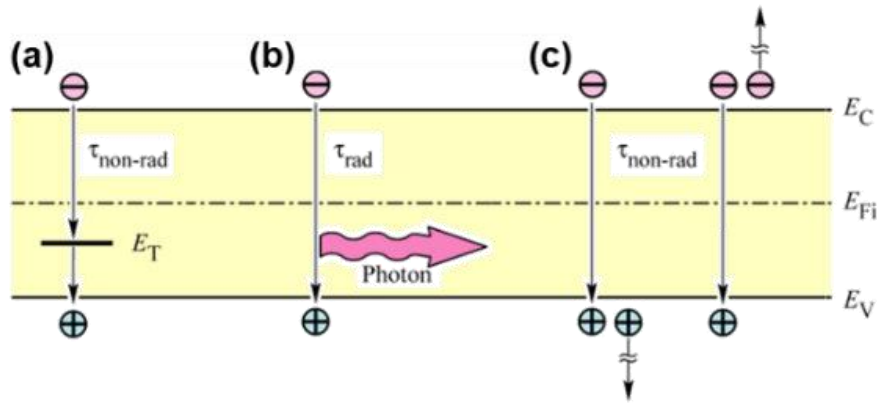 (a)
(b)
(c)
E_C
τ_non-rad
τ_rad
τ_non-rad
E_Fi
E_T
Photon
E_V